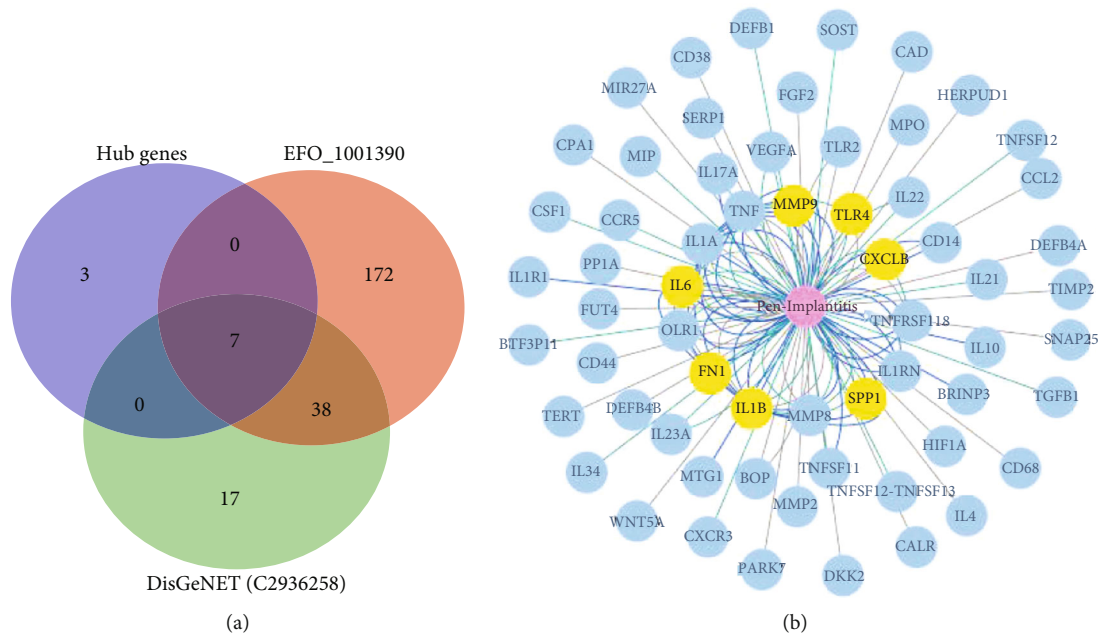 Hub genes
EFO_1001390
3
0
172
7
0
38
17
DisGeNET (C2936258)
(a)
DEFB1
SOST
CD38
CAD
MIR27A
FGF2
HERPUD1
SERP1
MPO
CPA1
MIP
VEGFA
TLR2
TNFSF12
IL17A
CCL2
CSF1
CCR5
TNF
MMP9
TLR4
IL22
IL1A
CD14
DEFB4A
PP1A
CXCLB
IL1R1
IL6
IL21
TIMP2
FUT4
Pen-Implantitis
OLR1
TNFRSF118
SNAP25
BTF3P11
IL10
CD44
FN1
IL1RN
BRINP3
TGFB1
TERT
DEFB4B
IL1B
SPP1
MMP8
IL23A
HIF1A
IL34
MTG1
BOP
TNFSF11
CD68
TNFSF12-TNFSF13
MMP2
WNT5A
IL4
CXCR3
CALR
PARK7
DKK2
(b)